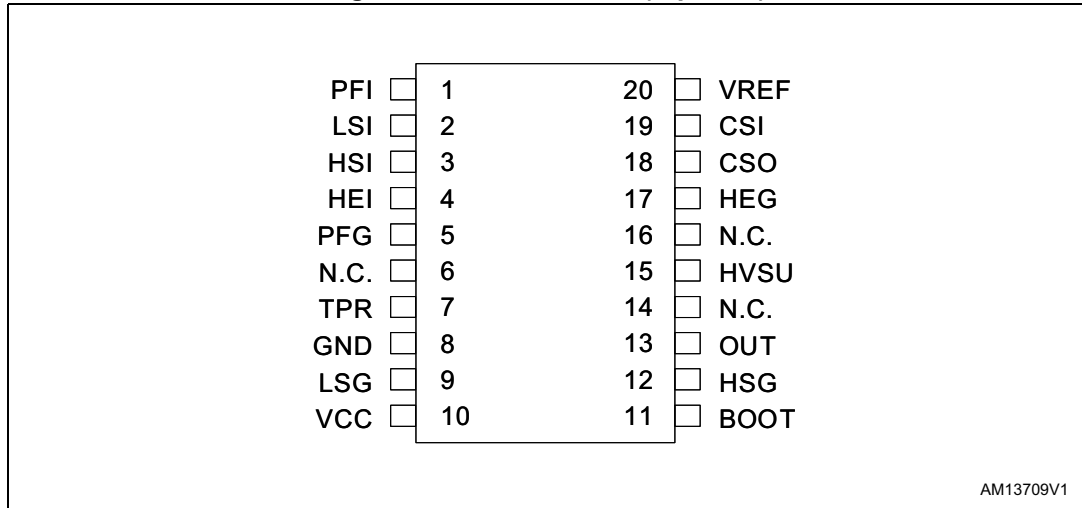 PFI 1 20 VREF
LSI 2 19 CSI
HSI 3 18 CSO
HEI 4 17 HEG
PFG 5 16 N.C.
N.C. 6 15 HVSU
TPR 7 14 N.C.
GND 8 13 OUT
LSG 9 12 HSG
VCC 10 11 BOOT
AM13709V1